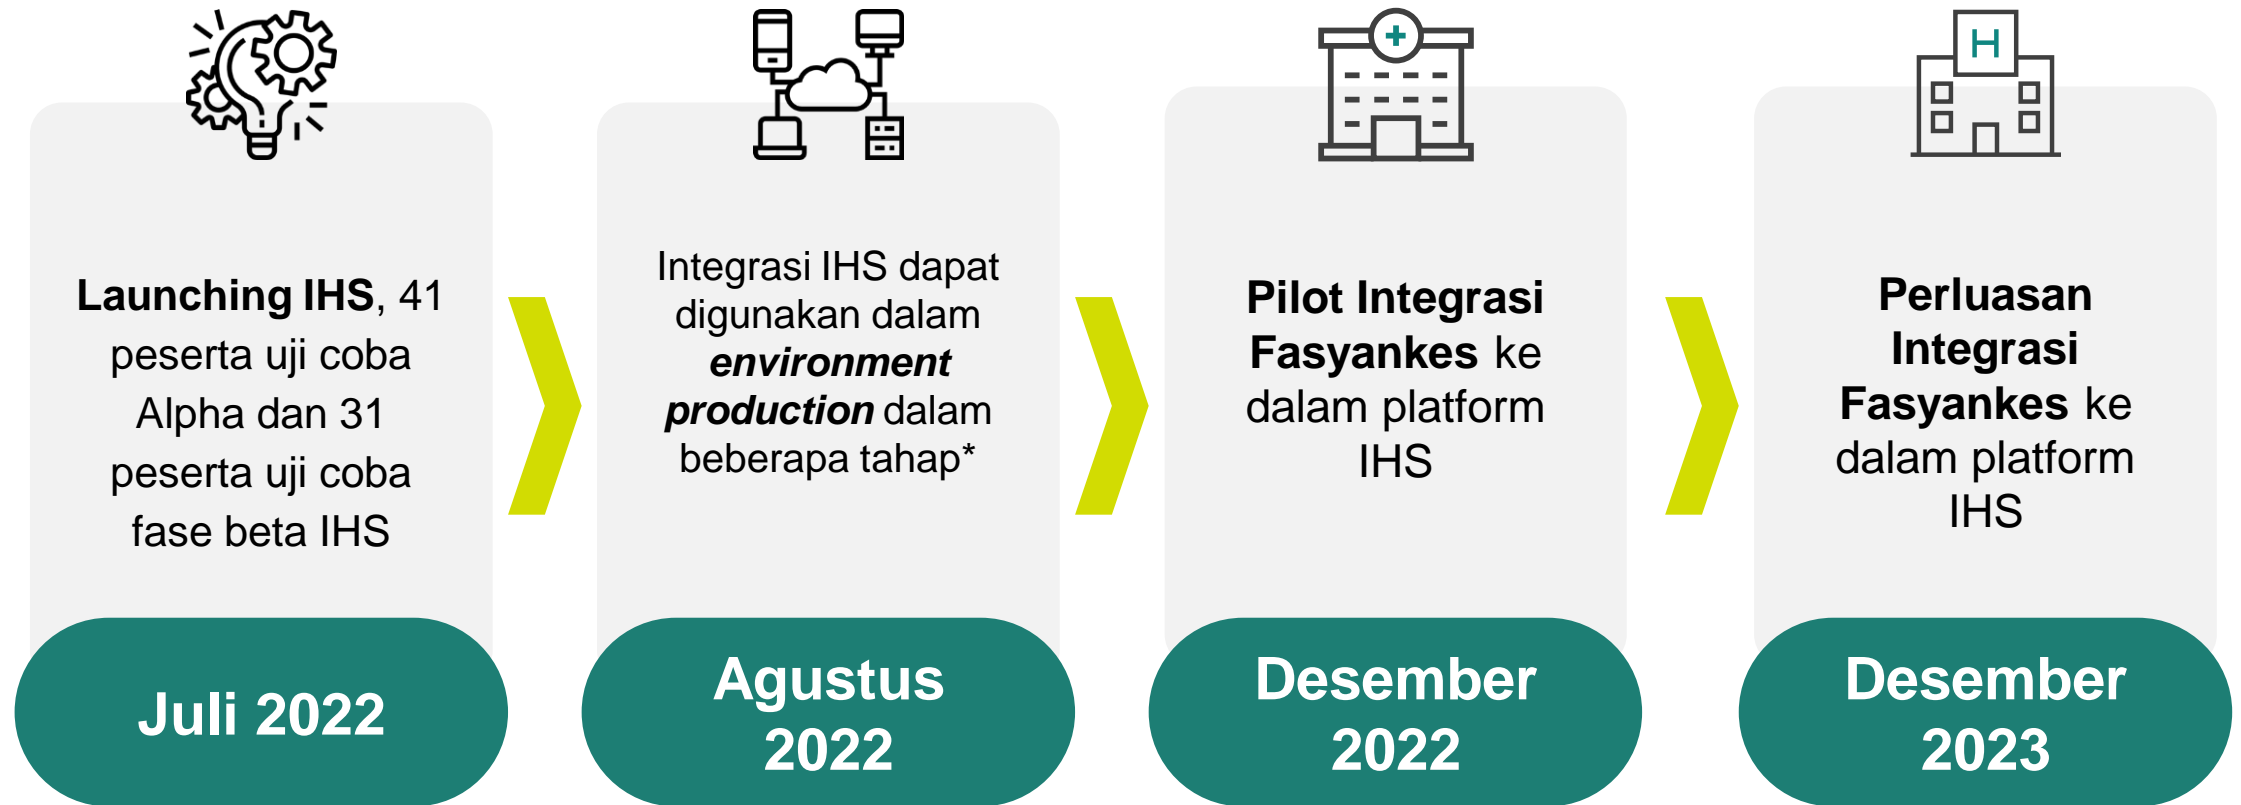 Launching IHS, 41
peserta uji coba
Alpha dan 31
peserta uji coba
fase beta IHS
Juli 2022
Integrasi IHS dapat
digunakan dalam
environment
production dalam
beberapa tahap*
Agustus
2022
Pilot Integrasi
Fasyankes ke
dalam platform
IHS
Desember
2022
H
Perluasan
Integrasi
Fasyankes ke
dalam platform
IHS
Desember
2023